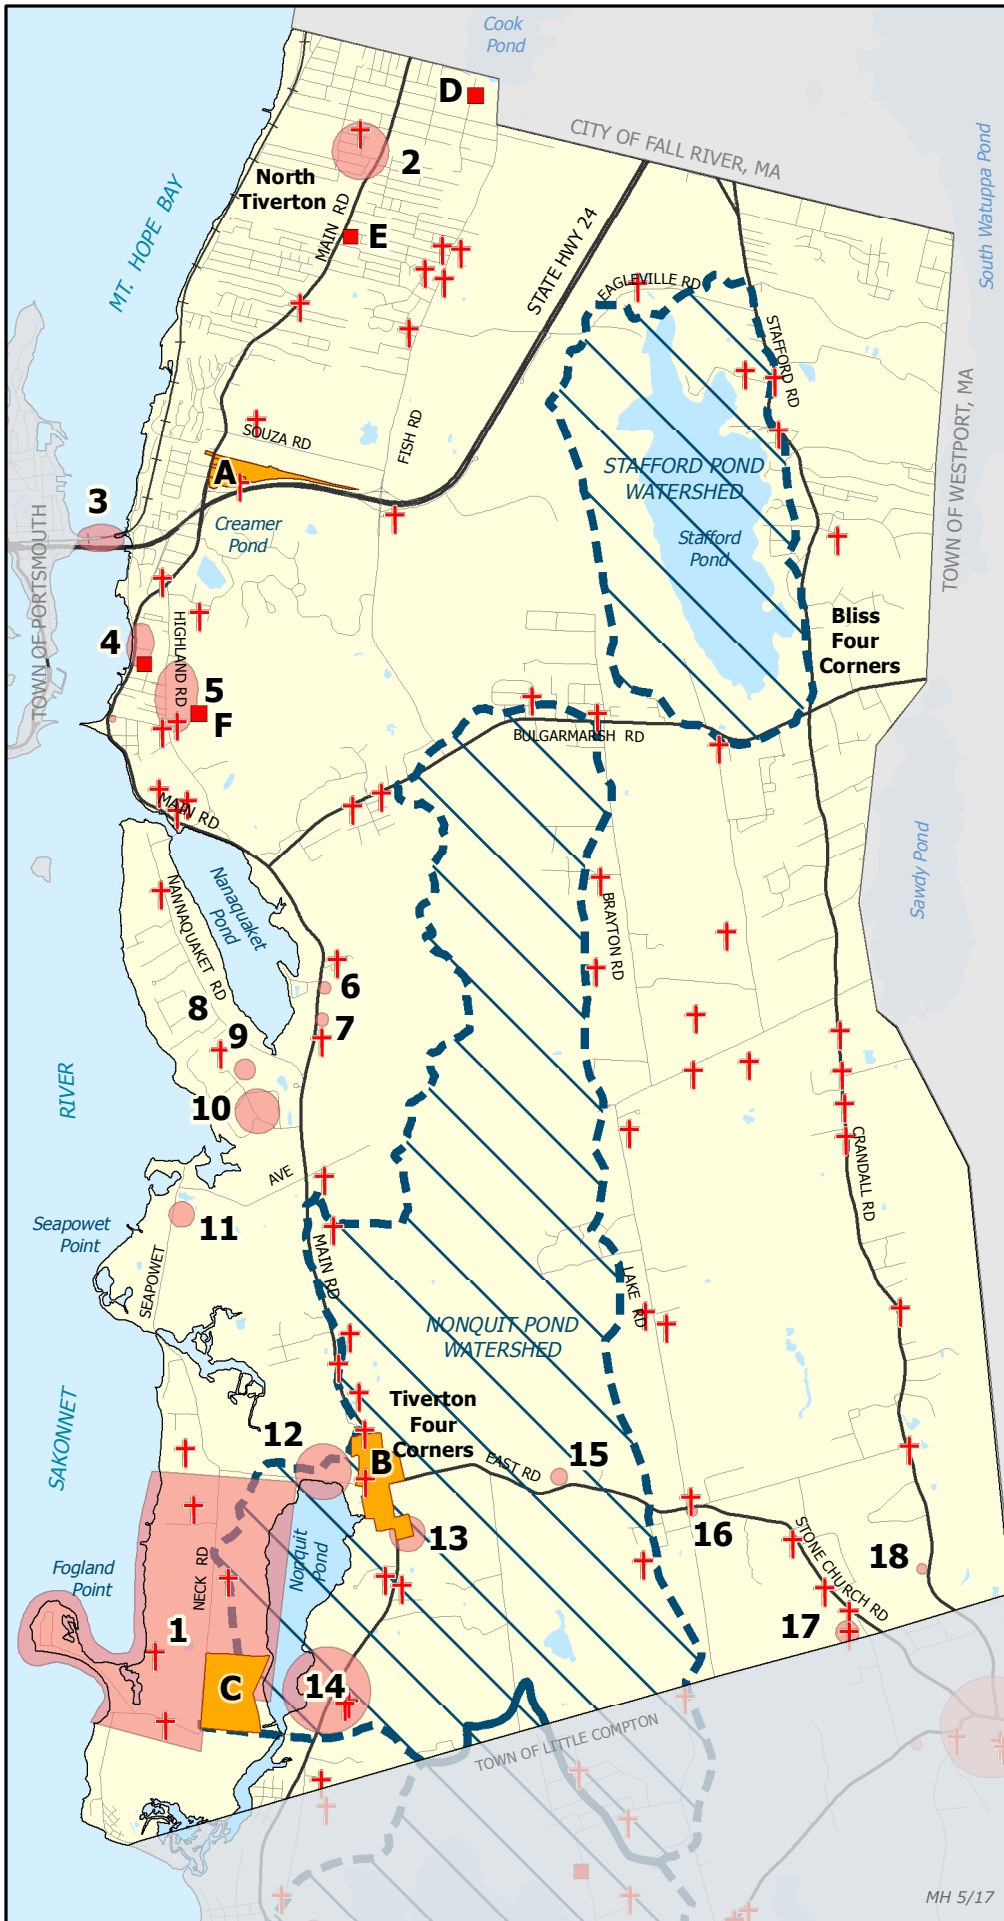 Cook
Pond
D
CITY OF FALL RIVER, MA
2
North
Tiverton
MAIN RD
E
MT. HOPE BAY
STATE HWY 24
South Watuppa Pond
EAGLEVILLE RD
STAFFORD RD
FISH RD
SOUZA RD
A
STAFFORD POND
WATERSHED
TOWN OF WESTPORT, MA
3
Creamer
Pond
Stafford
Pond
TOWN OF PORTSMOUTH
4
HIGHLAND RD
Bliss
Four
Corners
5
F
BULGARMARSH RD
MAIN RD
Nanaquaket
Pond
NANNAQUAKET RD
Sawdy Pond
BRAYTON RD
6
8
7
9
RIVER
10
CRANDALL RD
AVE
Seapowet
Point
11
SEAPOWET
MAIN RD
LAKE RD
NONQUIT POND
WATERSHED
Tiverton
Four
Corners
SAKONNET
12
B
EAST RD
15
16
13
STONE CHURCH RD
18
Fogland
Point
NECK RD
Nonquit
Pond
1
17
C
14
TOWN OF LITTLE COMPTON
MH 5/17